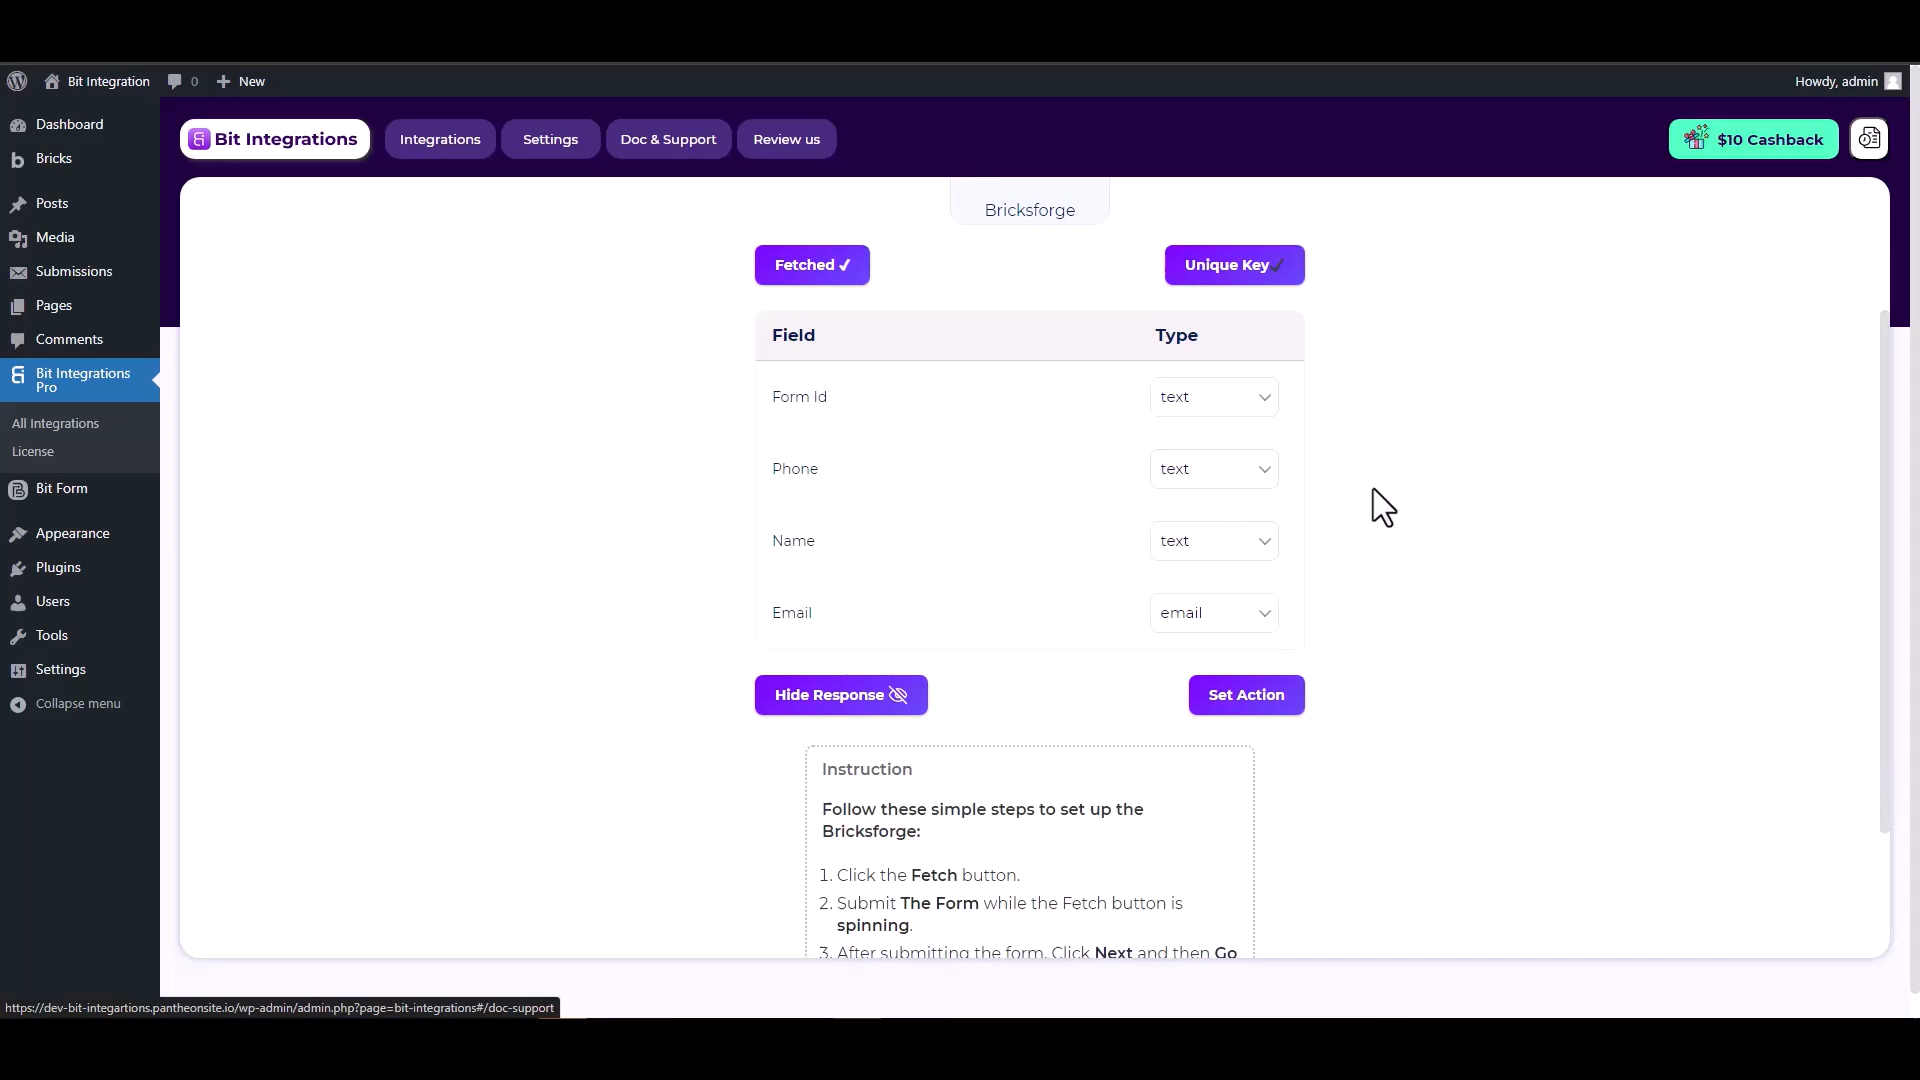 Bit Integration 0 New Howdy, admin
Dashboard
Bricks
Posts
Media
Submissions
Pages
Comments
Bit Integrations
Pro
All Integrations
License
Bit Form
Appearance
Plugins
Users
Tools
Settings
Collapse menu
Bit Integrations Integrations Settings Doc & Support Review us $10 Cashback
Bricksforge
Fetched ✓ Unique Key ✓
Field Type
Form Id text
Phone text
Name text
Email email
Hide Response Set Action
Instruction
Follow these simple steps to set up the
Bricksforge:
1. Click the Fetch button.
2. Submit The Form while the Fetch button is
spinning.
3. After submitting the form, Click Next and then Go
https://dev-bit-integartions.pantheonsite.io/wp-admin/admin.php?page=bit-integrations#/doc-support